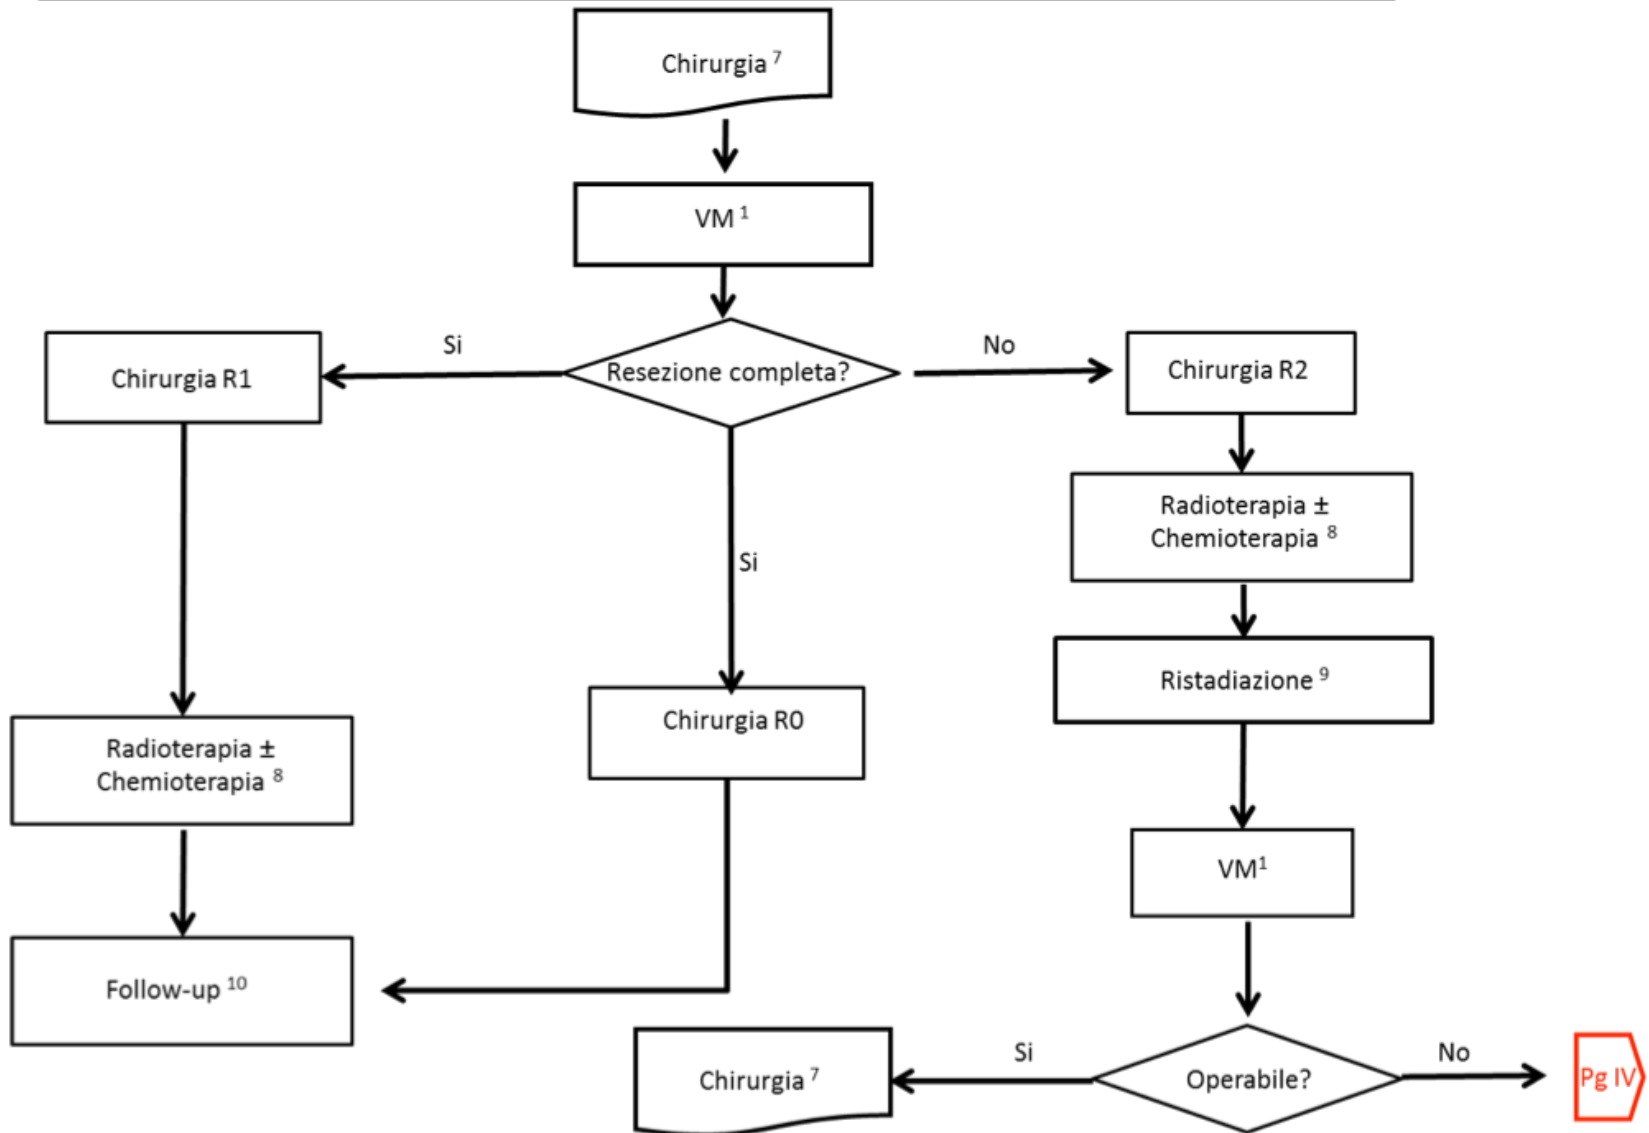 Chirurgia 7
VM 1
Si
Resezione completa?
No
Chirurgia R1
Chirurgia R2
Radioterapia ±
Chemioterapia 8
Si
Ristadiazione 9
Chirurgia R0
Radioterapia ±
Chemioterapia 8
VM1
Follow-up 10
Si
No
Chirurgia 7
Operabile?
Pg IV